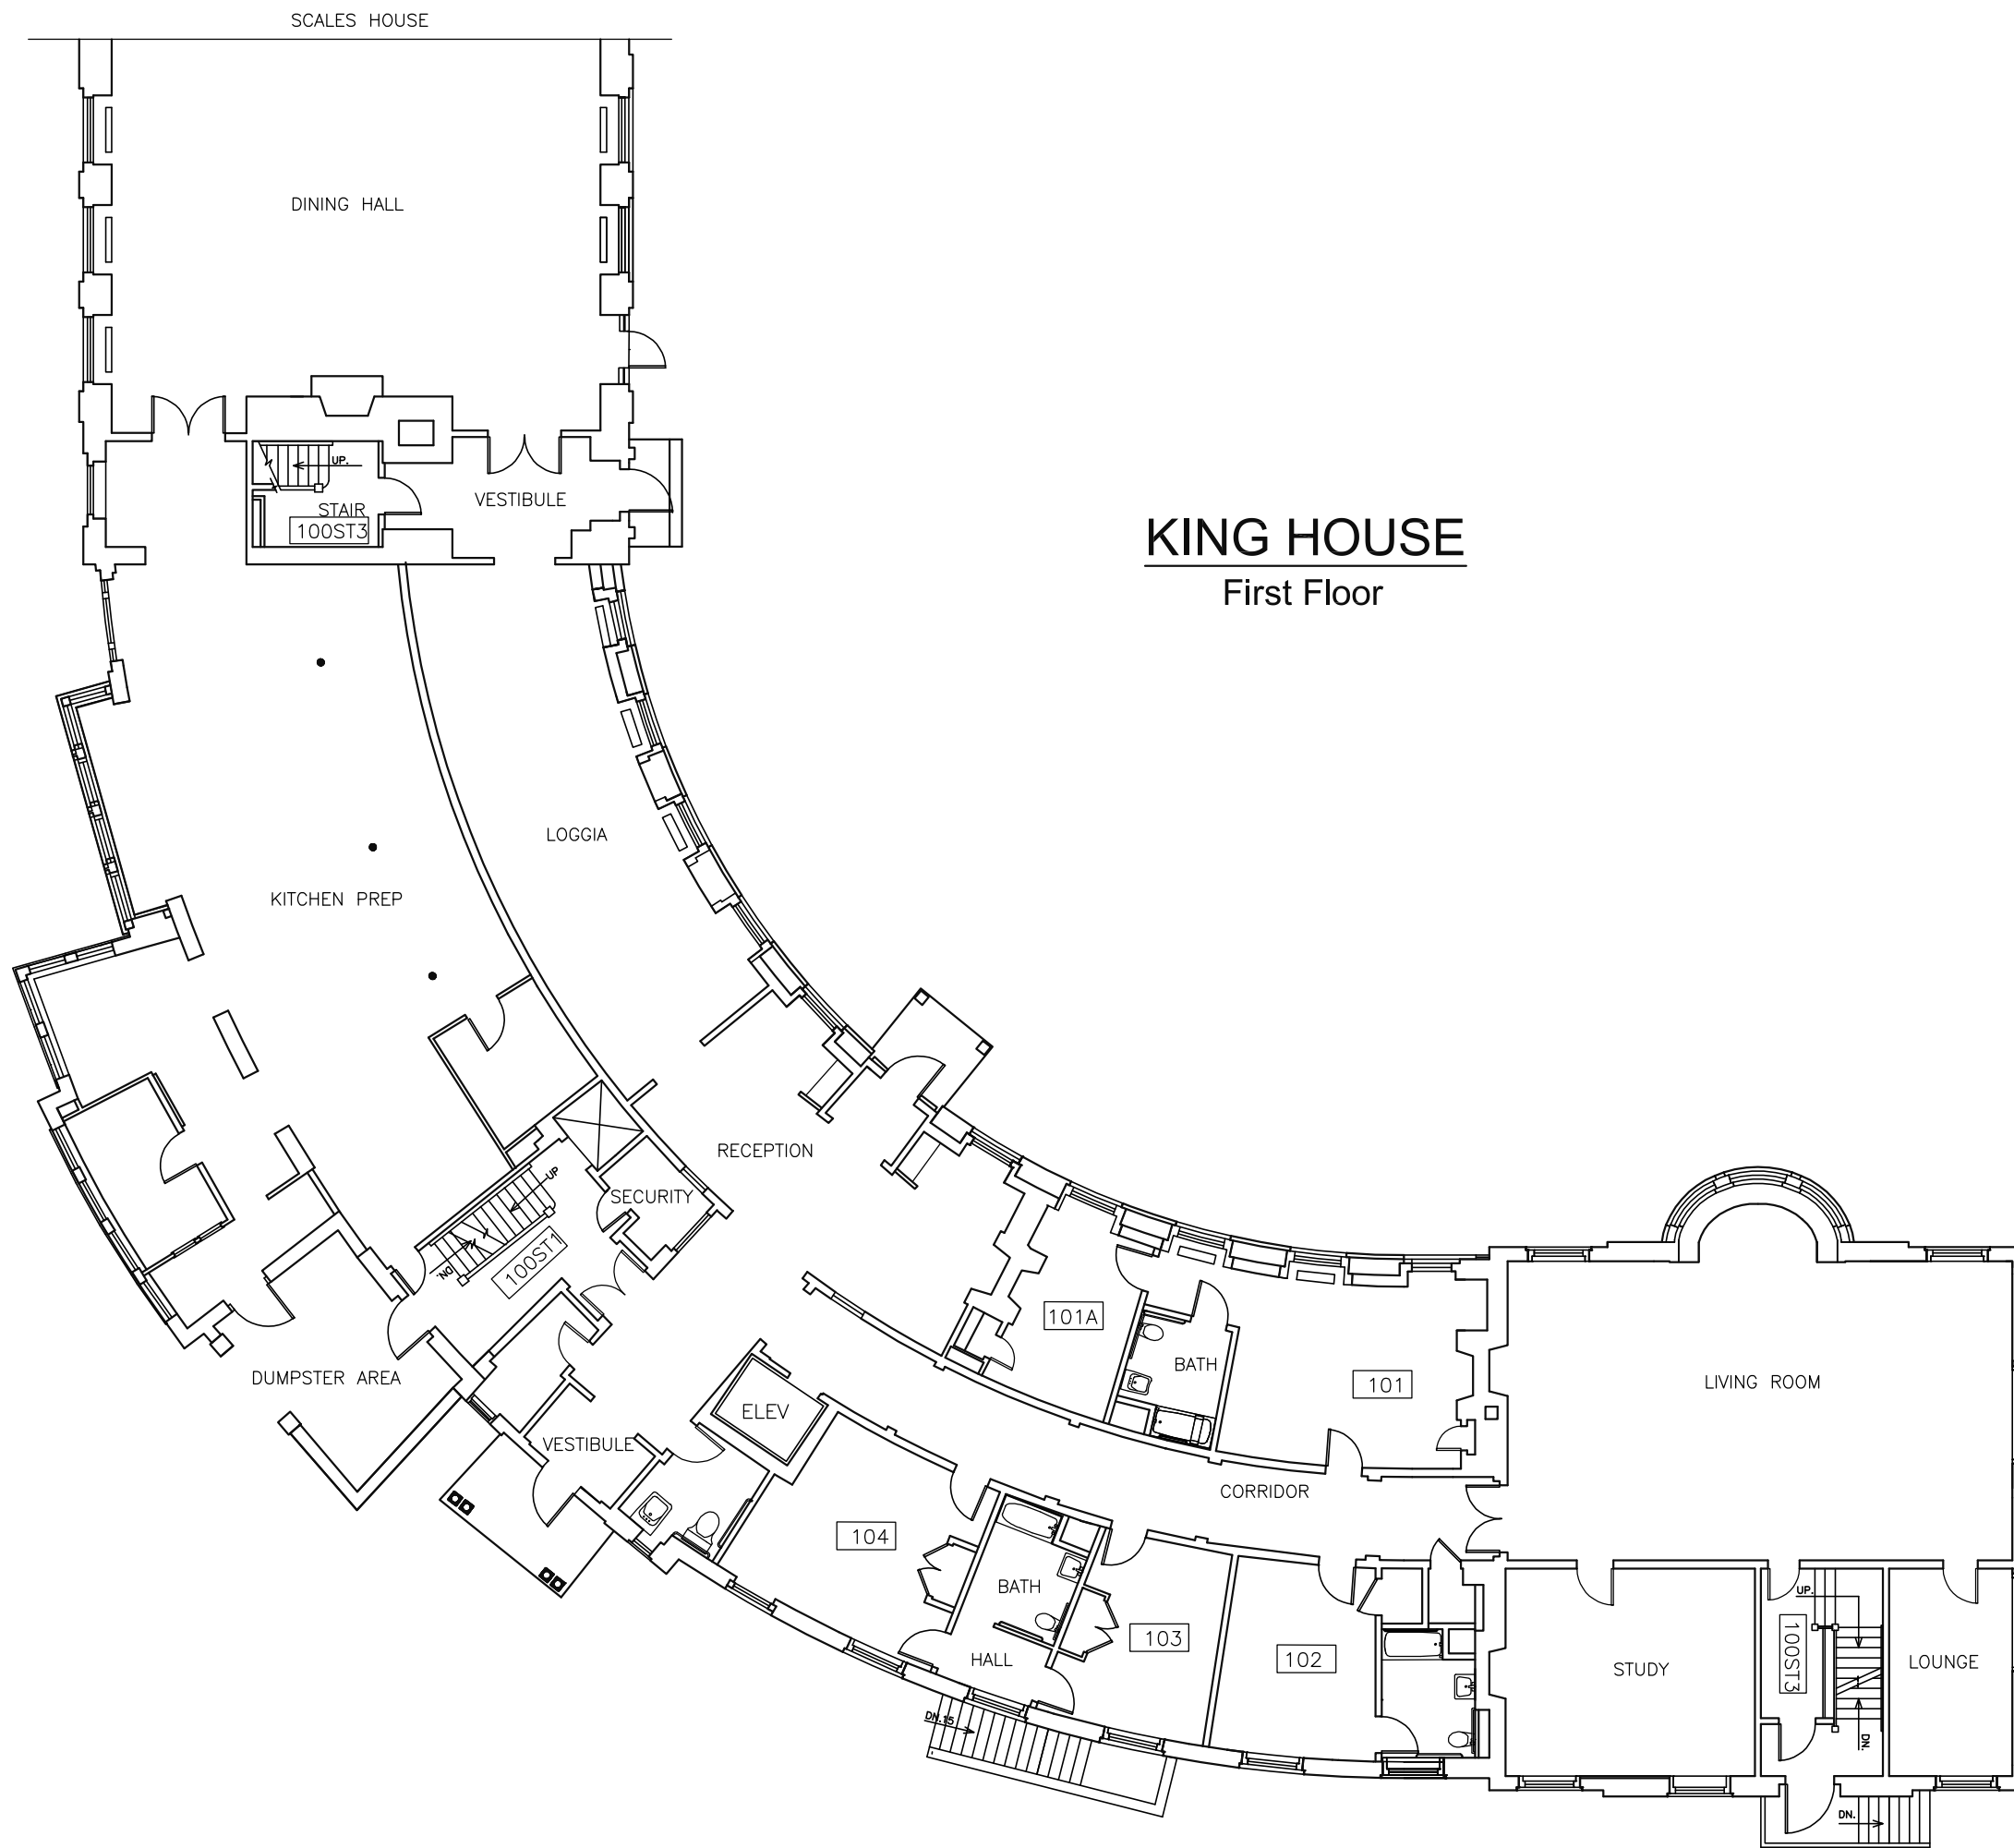 SCALES HOUSE
DINING HALL
UP.
STAIR
100ST3
VESTIBULE
KING HOUSE
First Floor
LOGGIA
KITCHEN PREP
RECEPTION
UP
SECURITY
DN.
100ST1
101A
BATH
101
LIVING ROOM
DUMPSTER AREA
ELEV
VESTIBULE
CORRIDOR
104
BATH
103
HALL
102
STUDY
UP.
100ST3
LOUNGE
DN.15
DN.
DN.